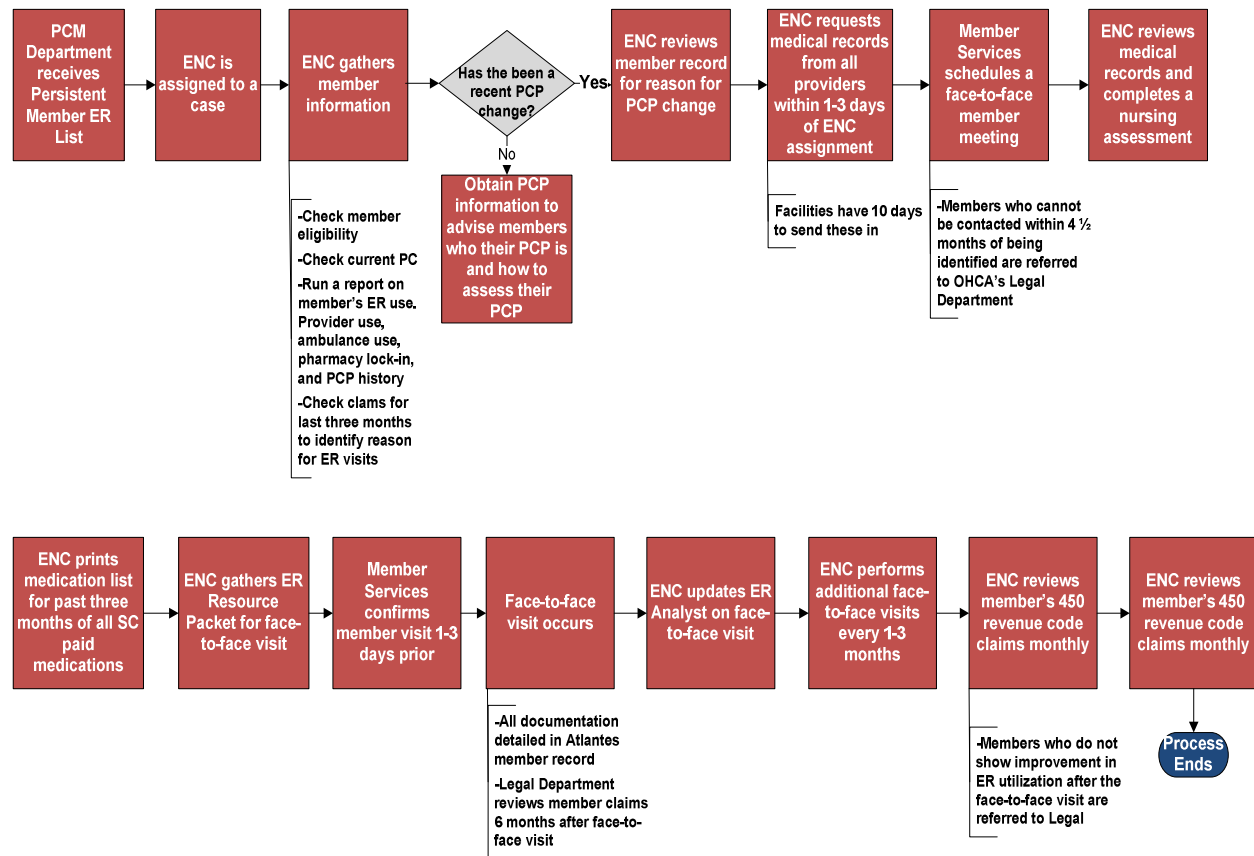 PCM
Department
receives
Persistent
Member ER
List
ENC is
assigned to a
case
ENC gathers
member
information
Has the been a
recent PCP
change?
Yes
ENC reviews
member record
for reason for
PCP change
ENC requests
medical records
from all
providers
within 1-3 days
of ENC
assignment
Member
Services
schedules a
face-to-face
member
meeting
ENC reviews
medical
records and
completes a
nursing
assessment
No
Obtain PCP
information to
advise members
who their PCP is
and how to
assess their
PCP
-Check member
eligibility
-Check current PC
-Run a report on
member's ER use.
Provider use,
ambulance use,
pharmacy lock-in,
and PCP history
-Check clams for
last three months
to identify reason
for ER visits
Facilities have 10 days
to send these in
-Members who cannot
be contacted within 4 ½
months of being
identified are referred
to OHCA's Legal
Department
ENC prints
medication list
for past three
months of all SC
paid
medications
ENC gathers ER
Resource
Packet for face-
to-face visit
Member
Services
confirms
member visit 1-3
days prior
Face-to-face
visit occurs
ENC updates ER
Analyst on face-
to-face visit
ENC performs
additional face-
to-face visits
every 1-3
months
ENC reviews
member's 450
revenue code
claims monthly
ENC reviews
member's 450
revenue code
claims monthly
-All documentation
detailed in Atlantes
member record
-Legal Department
reviews member claims
6 months after face-to-
face visit
-Members who do not
show improvement in
ER utilization after the
face-to-face visit are
referred to Legal
Process
Ends